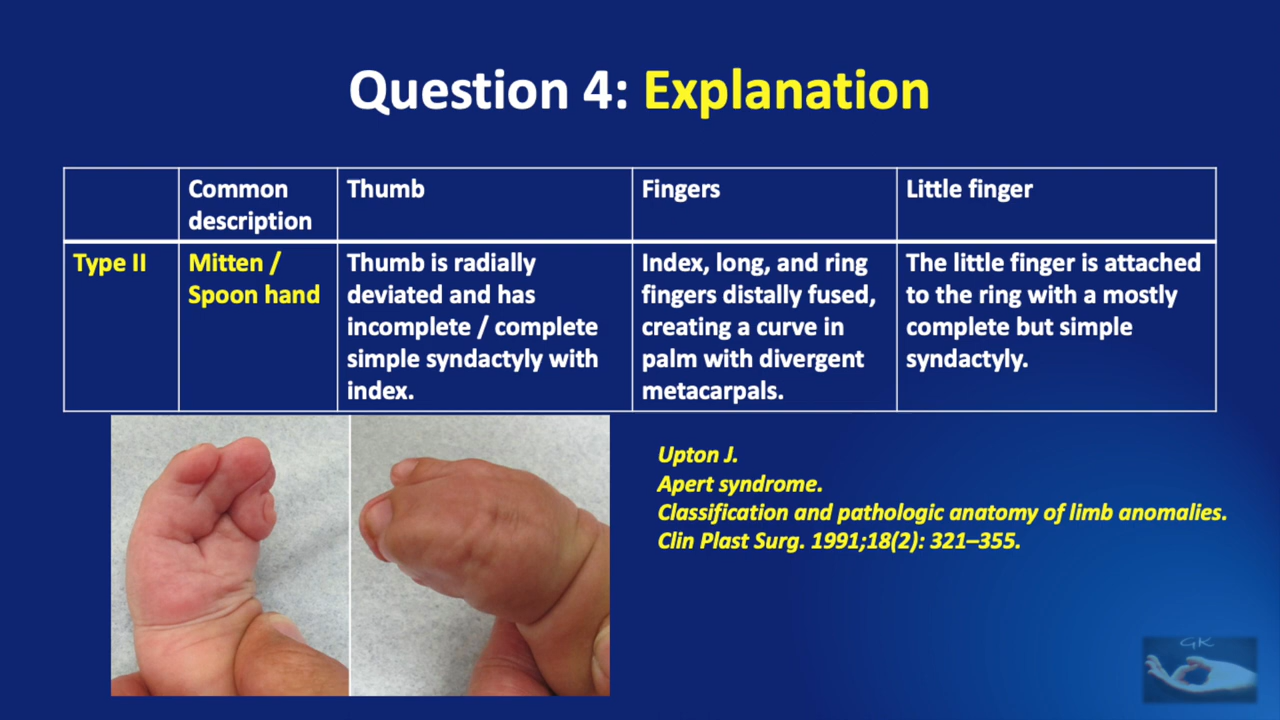 Question 4: Explanation
Common
description
Thumb
Fingers
Little finger
Type II
Mitten /
Spoon hand
Thumb is radially
deviated and has
incomplete / complete
simple syndactyly with
index.
Index, long, and ring
fingers distally fused,
creating a curve in
palm with divergent
metacarpals.
The little finger is attached
to the ring with a mostly
complete but simple
syndactyly.
Upton J.
Apert syndrome.
Classification and pathologic anatomy of limb anomalies.
Clin Plast Surg. 1991;18(2): 321–355.
GK